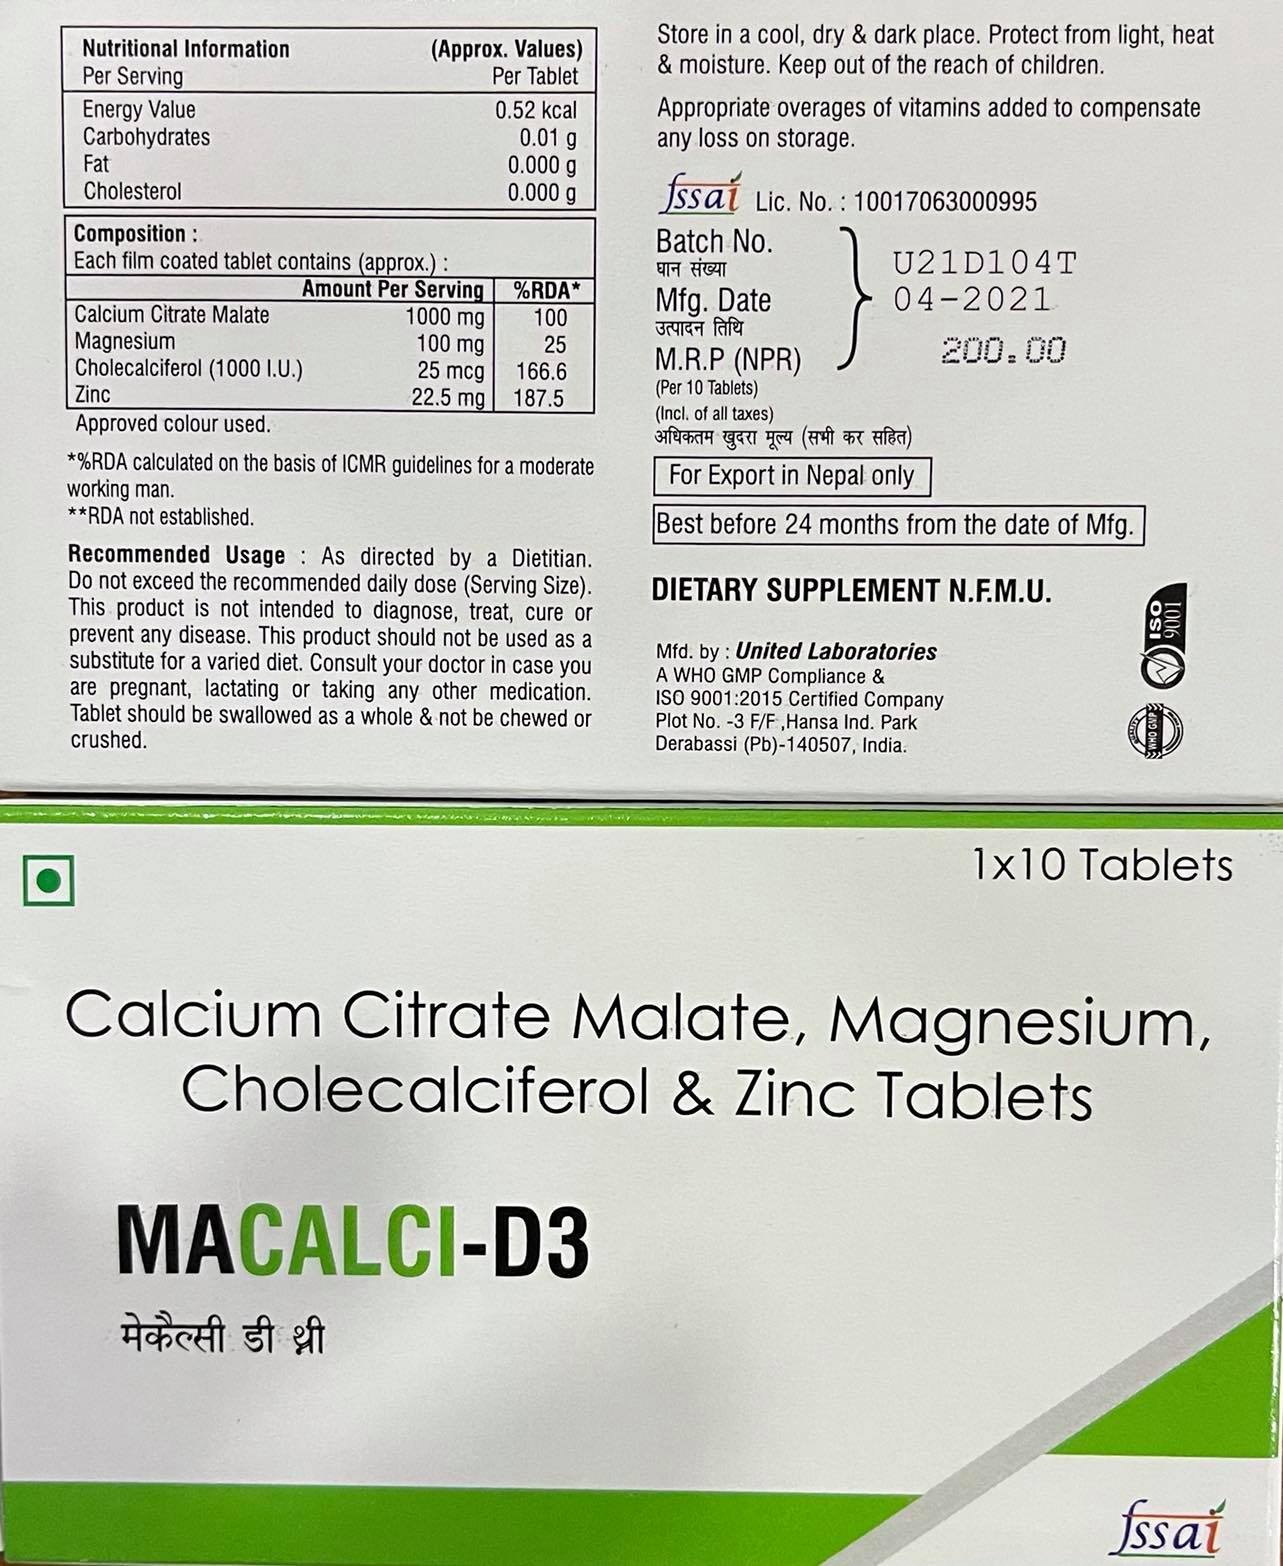 Nutritional Information (Approx. Values)
Per Serving Per Tablet
Energy Value 0.52 kcal
Carbohydrates 0.01 g
Fat 0.000 g
Cholesterol 0.000 g
Composition :
Each film coated tablet contains (approx.) :
Amount Per Serving %RDA*
Calcium Citrate Malate 1000 mg 100
Magnesium 100 mg 25
Cholecalciferol (1000 I.U.) 25 mcg 166.6
Zinc 22.5 mg 187.5
Approved colour used.
*%RDA calculated on the basis of ICMR guidelines for a moderate
working man.
**RDA not established.
Recommended Usage : As directed by a Dietitian.
Do not exceed the recommended daily dose (Serving Size).
This product is not intended to diagnose, treat, cure or
prevent any disease. This product should not be used as a
substitute for a varied diet. Consult your doctor in case you
are pregnant, lactating or taking any other medication.
Tablet should be swallowed as a whole & not be chewed or
crushed.
Store in a cool, dry & dark place. Protect from light, heat
& moisture. Keep out of the reach of children.
Appropriate overages of vitamins added to compensate
any loss on storage.
fssai Lic. No. : 10017063000995
Batch No.
घान संख्या
U21D104T
Mfg. Date
04-2021
उत्पादन तिथि
M.R.P (NPR)
200.00
(Per 10 Tablets)
(Incl. of all taxes)
अधिकतम खुदरा मूल्य (सभी कर सहित)
For Export in Nepal only
Best before 24 months from the date of Mfg.
DIETARY SUPPLEMENT N.F.M.U.
Mfd. by : United Laboratories
A WHO GMP Compliance &
ISO 9001:2015 Certified Company
Plot No. -3 F/F ,Hansa Ind. Park
Derabassi (Pb)-140507, India.
ISO
9001
WHO GMP
1x10 Tablets
Calcium Citrate Malate, Magnesium,
Cholecalciferol & Zinc Tablets
MACALCI-D3
मेकैल्सी डी थ्री
fssai